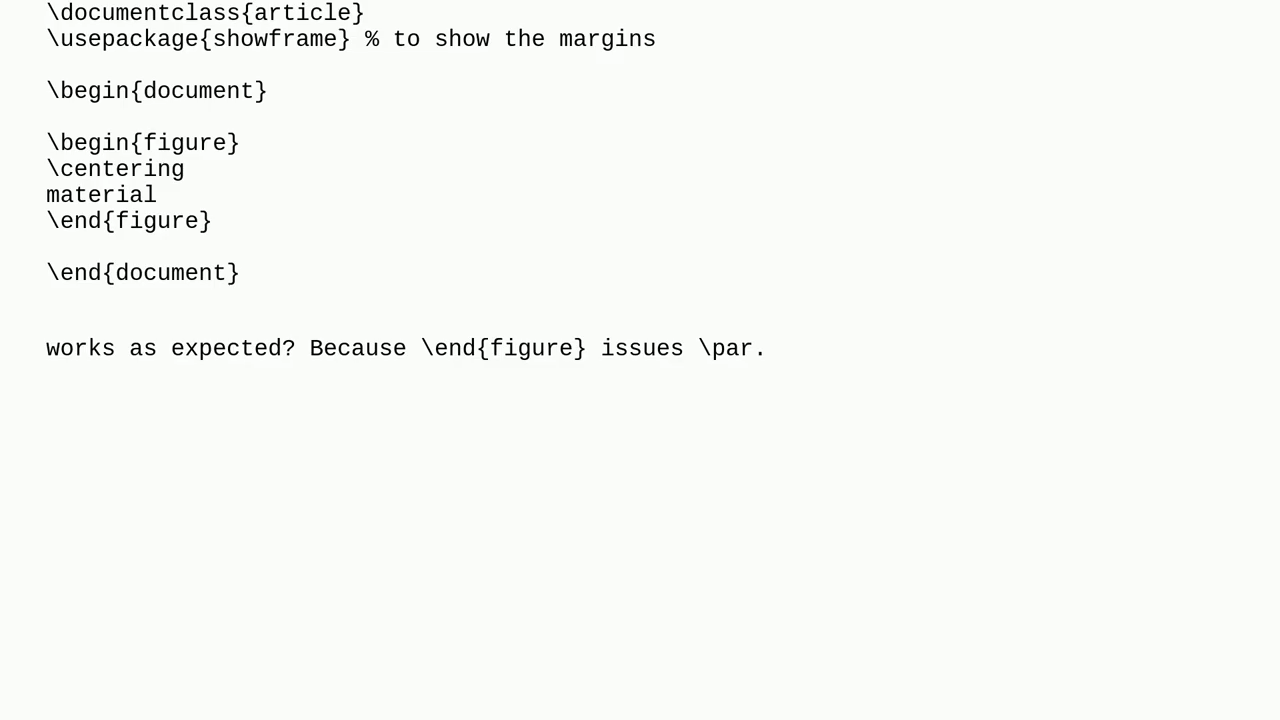 \documentclass{article}
\usepackage{showframe} % to show the margins
\begin{document}
\begin{figure}
\centering
material
\end{figure}
\end{document}
works as expected? Because \end{figure} issues \par.